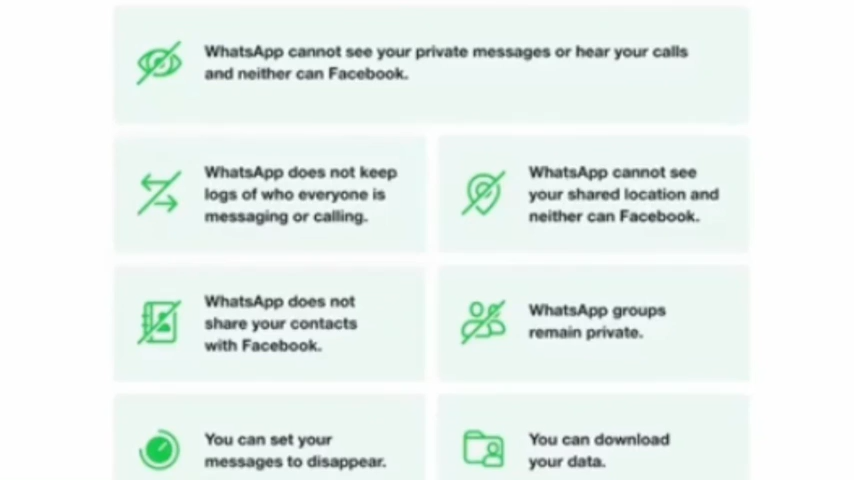 WhatsApp cannot see your private messages or hear your calls
and neither can Facebook.
WhatsApp does not keep
logs of who everyone is
messaging or calling.
WhatsApp cannot see
your shared location and
neither can Facebook.
WhatsApp does not
share your contacts
with Facebook.
WhatsApp groups
remain private.
You can set your
messages to disappear.
You can download
your data.